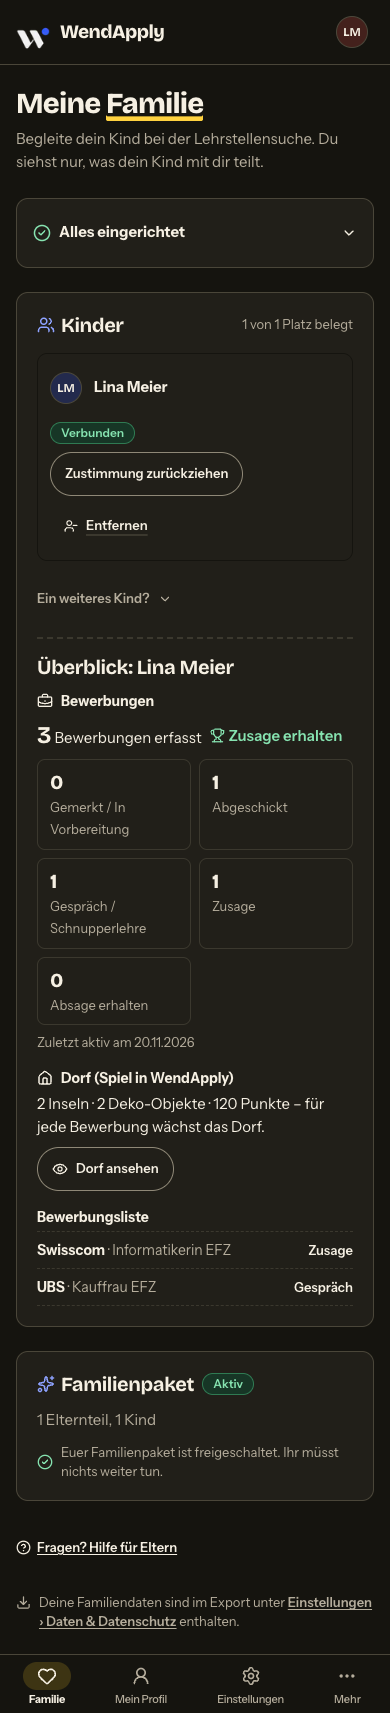 WendApply
LM
Meine Familie
Begleite dein Kind bei der Lehrstellensuche. Du
siehst nur, was dein Kind mit dir teilt.
Alles eingerichtet
Kinder
1 von 1 Platz belegt
LM
Lina Meier
Verbunden
Zustimmung zurückziehen
Entfernen
Ein weiteres Kind?
Überblick: Lina Meier
Bewerbungen
3 Bewerbungen erfasst
Zusage erhalten
0
Gemerkt / In
Vorbereitung
1
Abgeschickt
1
Gespräch /
Schnupperlehre
1
Zusage
0
Absage erhalten
Zuletzt aktiv am 20.11.2026
Dorf (Spiel in WendApply)
2 Inseln · 2 Deko-Objekte · 120 Punkte – für
jede Bewerbung wächst das Dorf.
Dorf ansehen
Bewerbungsliste
Swisscom · Informatikerin EFZ
Zusage
UBS · Kauffrau EFZ
Gespräch
Familienpaket
Aktiv
1 Elternteil, 1 Kind
Euer Familienpaket ist freigeschaltet. Ihr müsst
nichts weiter tun.
Fragen? Hilfe für Eltern
Deine Familiendaten sind im Export unter Einstellungen
› Daten & Datenschutz enthalten.
Familie
Mein Profil
Einstellungen
Mehr